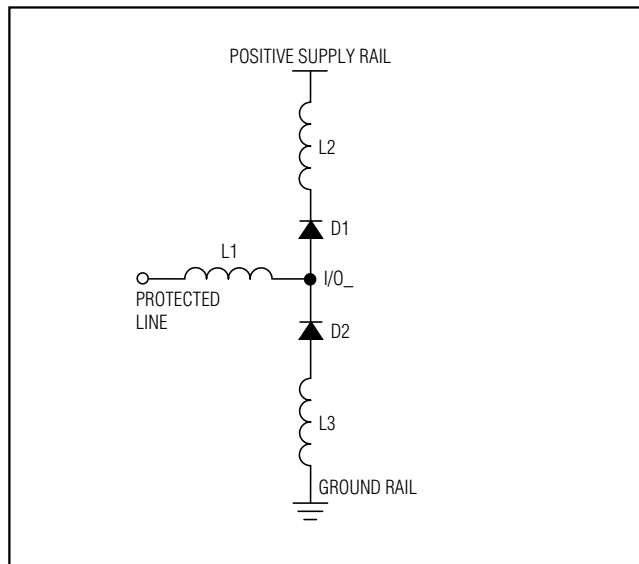 POSITIVE SUPPLY RAIL
L2
D1
L1
I/O_
PROTECTED
LINE
D2
L3
GROUND RAIL